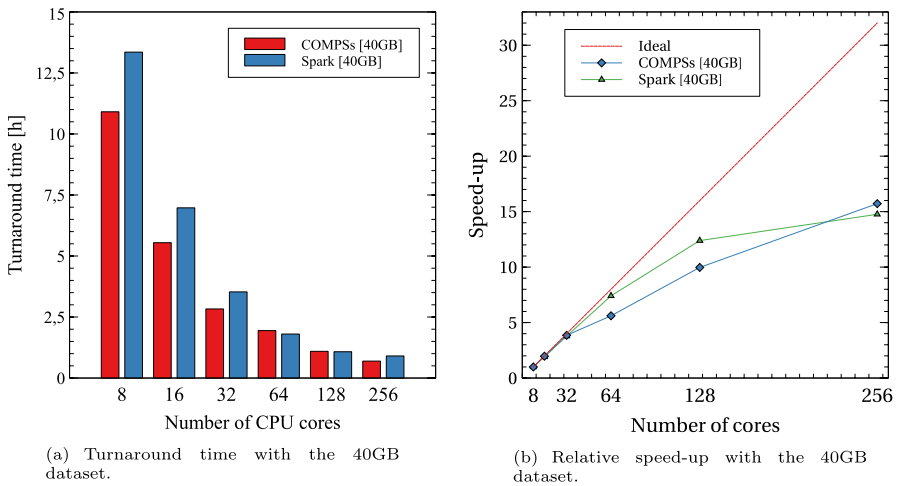 15
12,5
10
7,5
5
2,5
0
Turnaround time [h]
COMPSs [40GB]
Spark [40GB]
8 16 32 64 128 256
Number of CPU cores
(a) Turnaround time with the 40GB
dataset.
30
25
20
15
10
5
0
Speed-up
Ideal
COMPSs [40GB]
Spark [40GB]
8 32 64 128 256
Number of cores
(b) Relative speed-up with the 40GB
dataset.